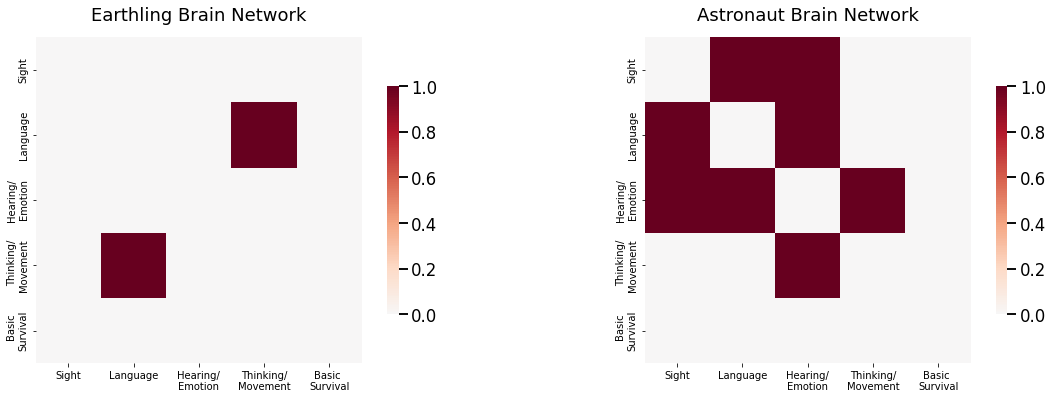 Earthling Brain Network
Sight
Language
Hearing/
Emotion
Thinking/
Movement
Basic
Survival
Sight
Language
Hearing/
Emotion
Thinking/
Movement
Basic
Survival
1.0
0.8
0.6
0.4
0.2
0.0
Astronaut Brain Network
Sight
Language
Hearing/
Emotion
Thinking/
Movement
Basic
Survival
Sight
Language
Hearing/
Emotion
Thinking/
Movement
Basic
Survival
1.0
0.8
0.6
0.4
0.2
0.0